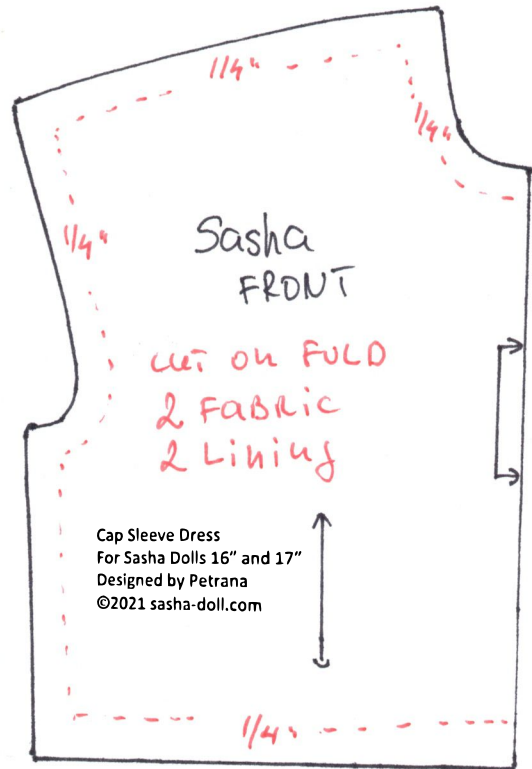 1/4"
1/4"
1/4"
Sasha
FRONT
cut on FOLD
2 FABRIC
2 Lining
Cap Sleeve Dress
For Sasha Dolls 16” and 17”
Designed by Petrana
©2021 sasha-doll.com
1/4"